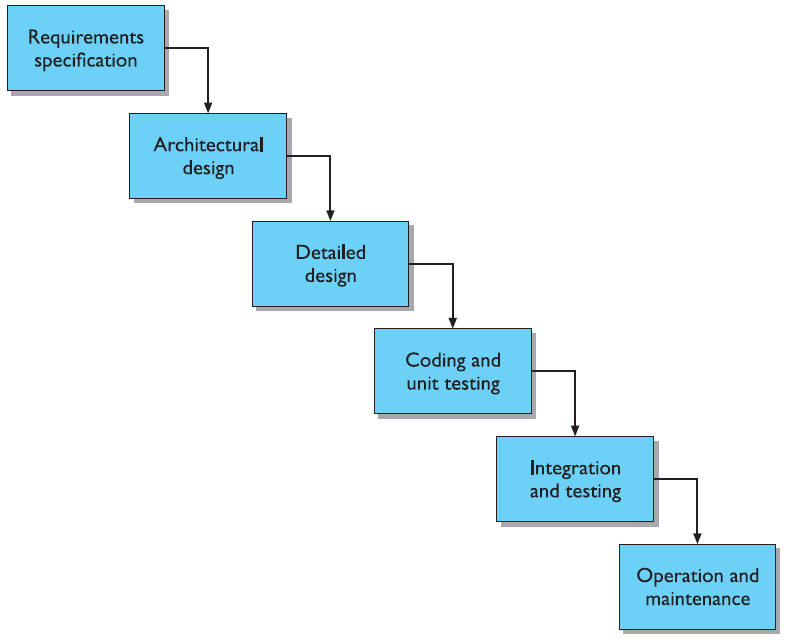 Requirements
specification
Architectural
design
Detailed
design
Coding and
unit testing
Integration
and testing
Operation and
maintenance